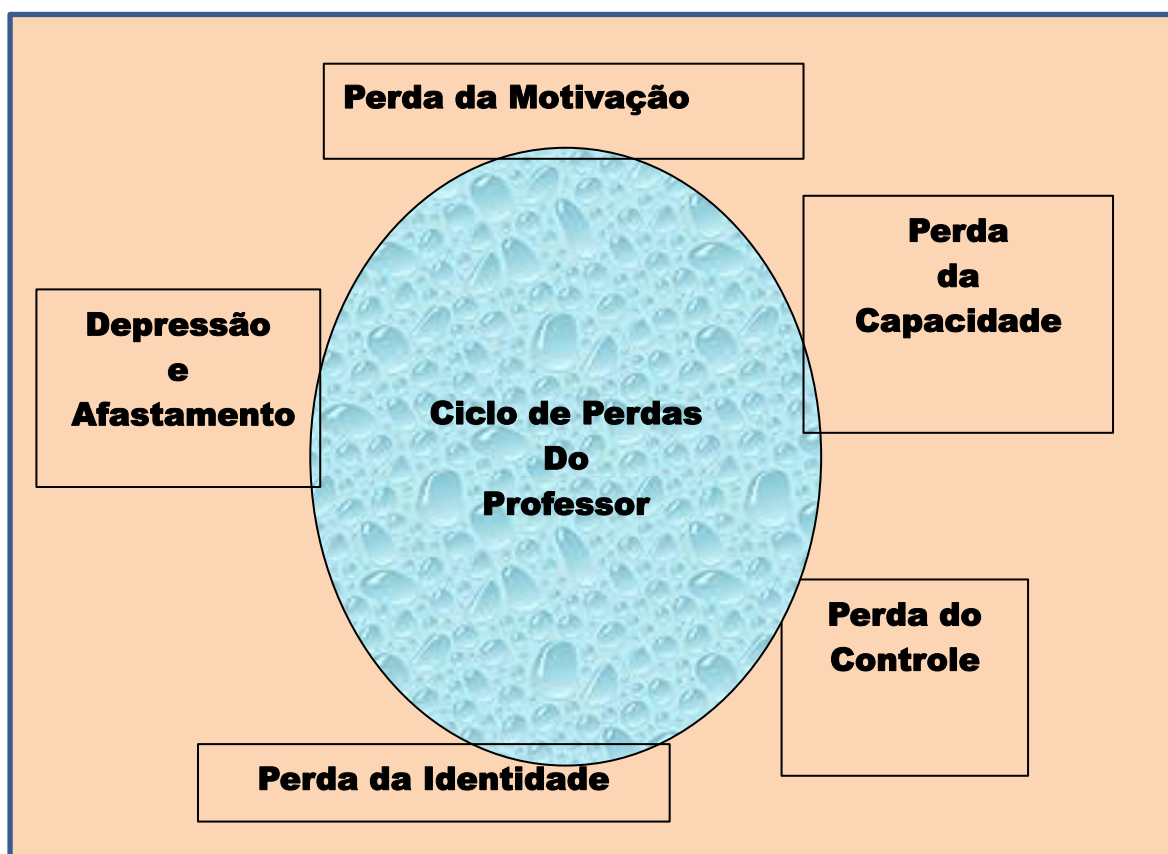 Perda da Motivação
Perda
da
Capacidade
Depressão
e
Afastamento
Ciclo de Perdas
Do
Professor
Perda do
Controle
Perda da Identidade